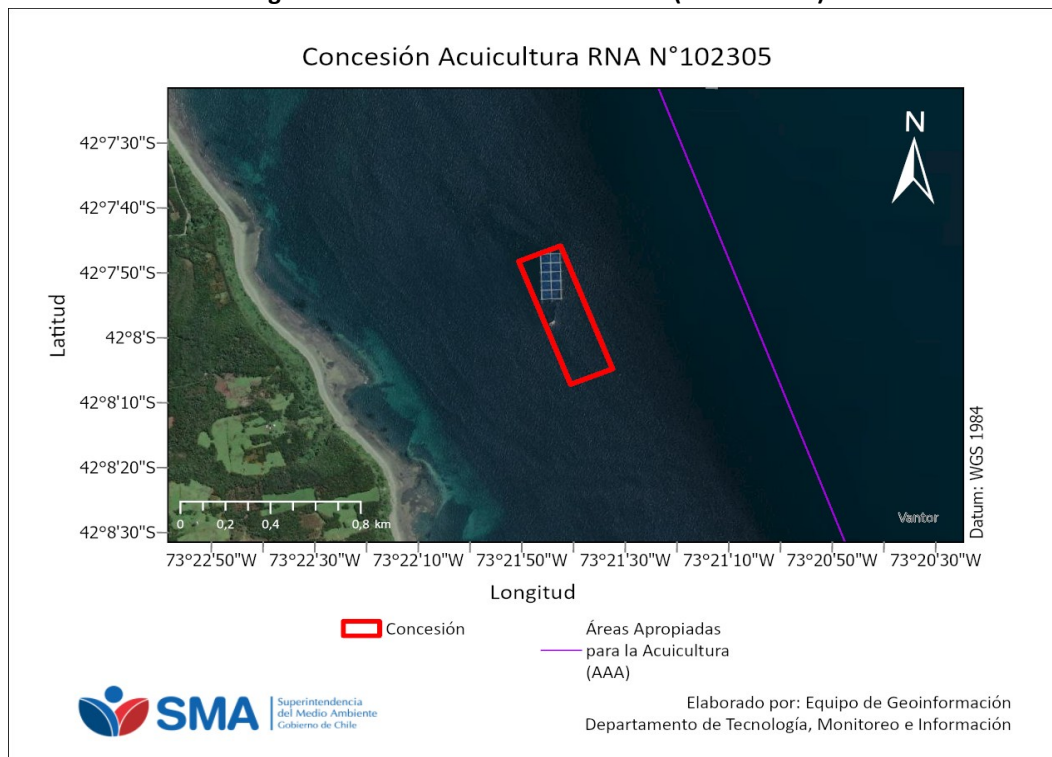 Concesión Acuicultura RNA N°102305
N
42°7'30"S
42°7'40"S
42°7'50"S
42°8'S
42°8'10"S
42°8'20"S
42°8'30"S
Latitud
0 0,2 0,4 0,8 km
Vantor
Datum: WGS 1984
73°22'50"W 73°22'30"W 73°22'10"W 73°21'50"W 73°21'30"W 73°21'10"W 73°20'50"W 73°20'30"W
Longitud
Concesión
Áreas Apropiadas
para la Acuicultura
(AAA)
SMA
Superintendencia
del Medio Ambiente
Gobierno de Chile
Elaborado por: Equipo de Geoinformación
Departamento de Tecnología, Monitoreo e Información